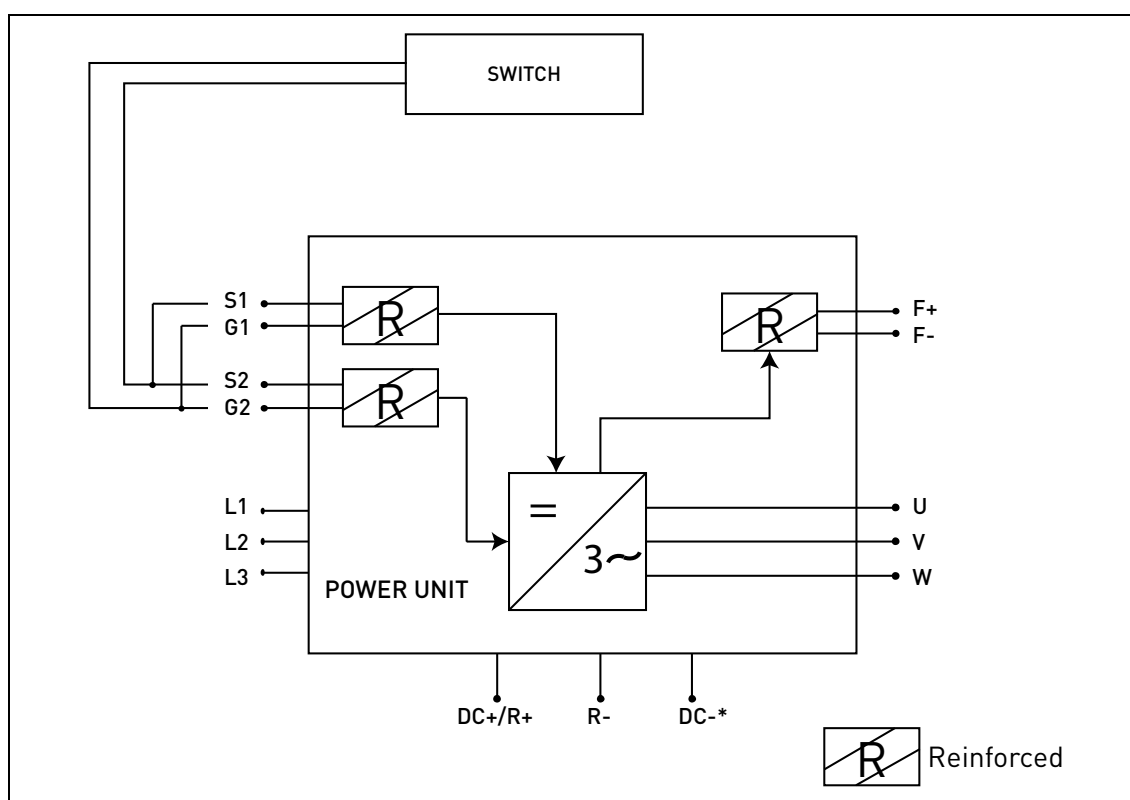 SWITCH
S1
G1
S2
G2
R
R
R
F+
F-
L1
L2
L3
=
3~
U
V
W
POWER UNIT
DC+/R+
R-
DC-*
R
Reinforced